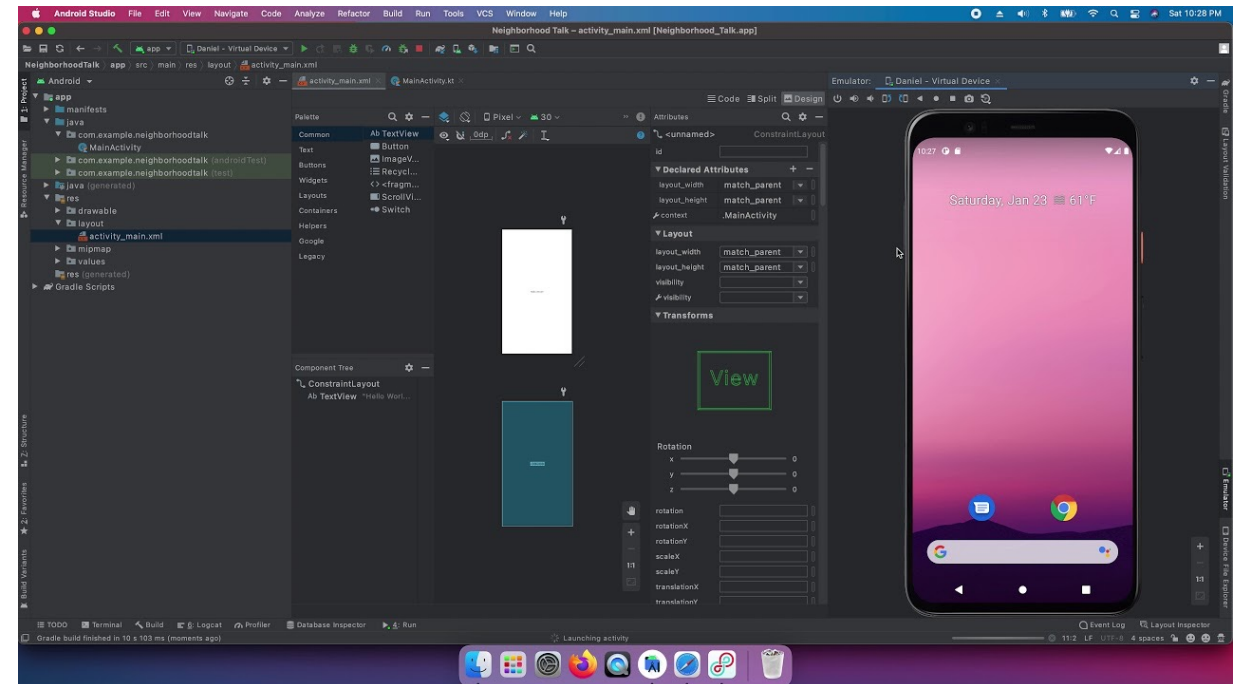 Android Studio File Edit View Navigate Code Analyze Refactor Build Run Tools VCS Window Help Sat 10:28 PM
Neighborhood Talk – activity_main.xml [Neighborhood_Talk.app]
app Daniel - Virtual Device
NeighborhoodTalk app src main res layout activity_main.xml
Android
activity_main.xml MainActivity.kt
Emulator: Daniel - Virtual Device
1: Project
Resource Manager
Z: Structure
2: Favorites
Build Variants
app
manifests
java
com.example.neighborhoodtalk
MainActivity
com.example.neighborhoodtalk (androidTest)
com.example.neighborhoodtalk (test)
java (generated)
res
drawable
layout
activity_main.xml
mipmap
values
res (generated)
Gradle Scripts
Code Split Design
Palette
Common
Text
Buttons
Widgets
Layouts
Containers
Helpers
Google
Legacy
Ab TextView
Button
ImageV...
Recycl...
<> <fragm...
ScrollVi...
Switch
Pixel 30
0dp
Component Tree
ConstraintLayout
Ab TextView "Hello Worl...
1:1
Attributes
<unnamed> ConstraintLayout
id
Declared Attributes
layout_width match_parent
layout_height match_parent
context .MainActivity
Layout
layout_width match_parent
layout_height match_parent
visibility
visibility
Transforms
View
Rotation
x 0
y 0
z 0
rotation
rotationX
rotationY
scaleX
scaleY
translationX
translationY
10:27
Saturday, Jan 23 61°F
G
1:1
Gradle
Layout Validation
Emulator
Device File Explorer
TODO Terminal Build 6: Logcat Profiler Database Inspector 4: Run Event Log Layout Inspector
Gradle build finished in 10 s 103 ms (moments ago) Launching activity 11:2 LF UTF-8 4 spaces